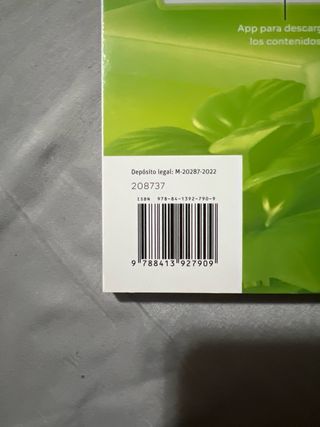 App para descarg
los contenidos
Depósito legal: M-20287-2022
208737
ISBN 978-84-1392-790-9
9 788413 927909